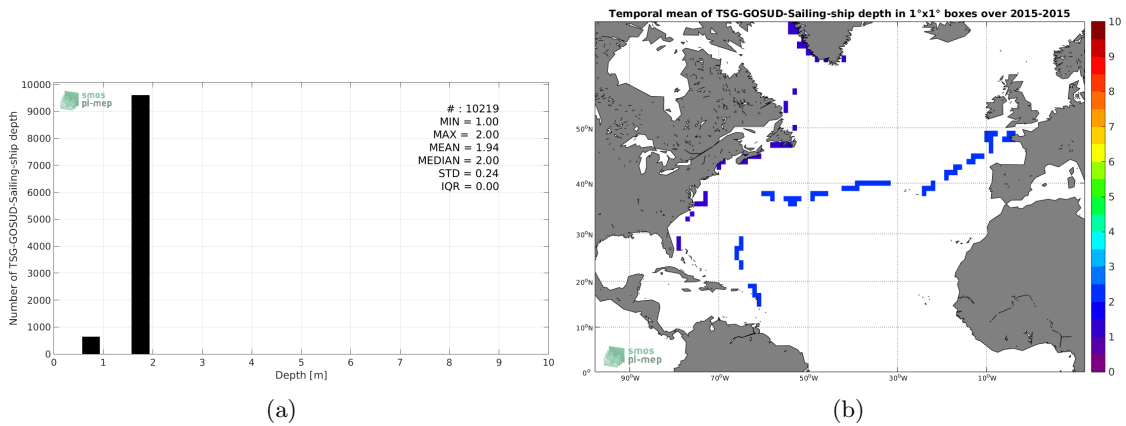 10000
9000
8000
7000
6000
5000
4000
3000
2000
1000
0
Number of TSG-GOSUD-Sailing-ship depth
smos
pi-mep
# : 10219
MIN = 1.00
MAX = 2.00
MEAN = 1.94
MEDIAN = 2.00
STD = 0.24
IQR = 0.00
0 1 2 3 4 5 6 7 8 9 10
Depth [m]
(a)
Temporal mean of TSG-GOSUD-Sailing-ship depth in 1°x1° boxes over 2015-2015
50°N
40°N
30°N
20°N
10°N
0°
smos
pi-mep
90°W 70°W 50°W 30°W 10°W
10
9
8
7
6
5
4
3
2
1
0
(b)